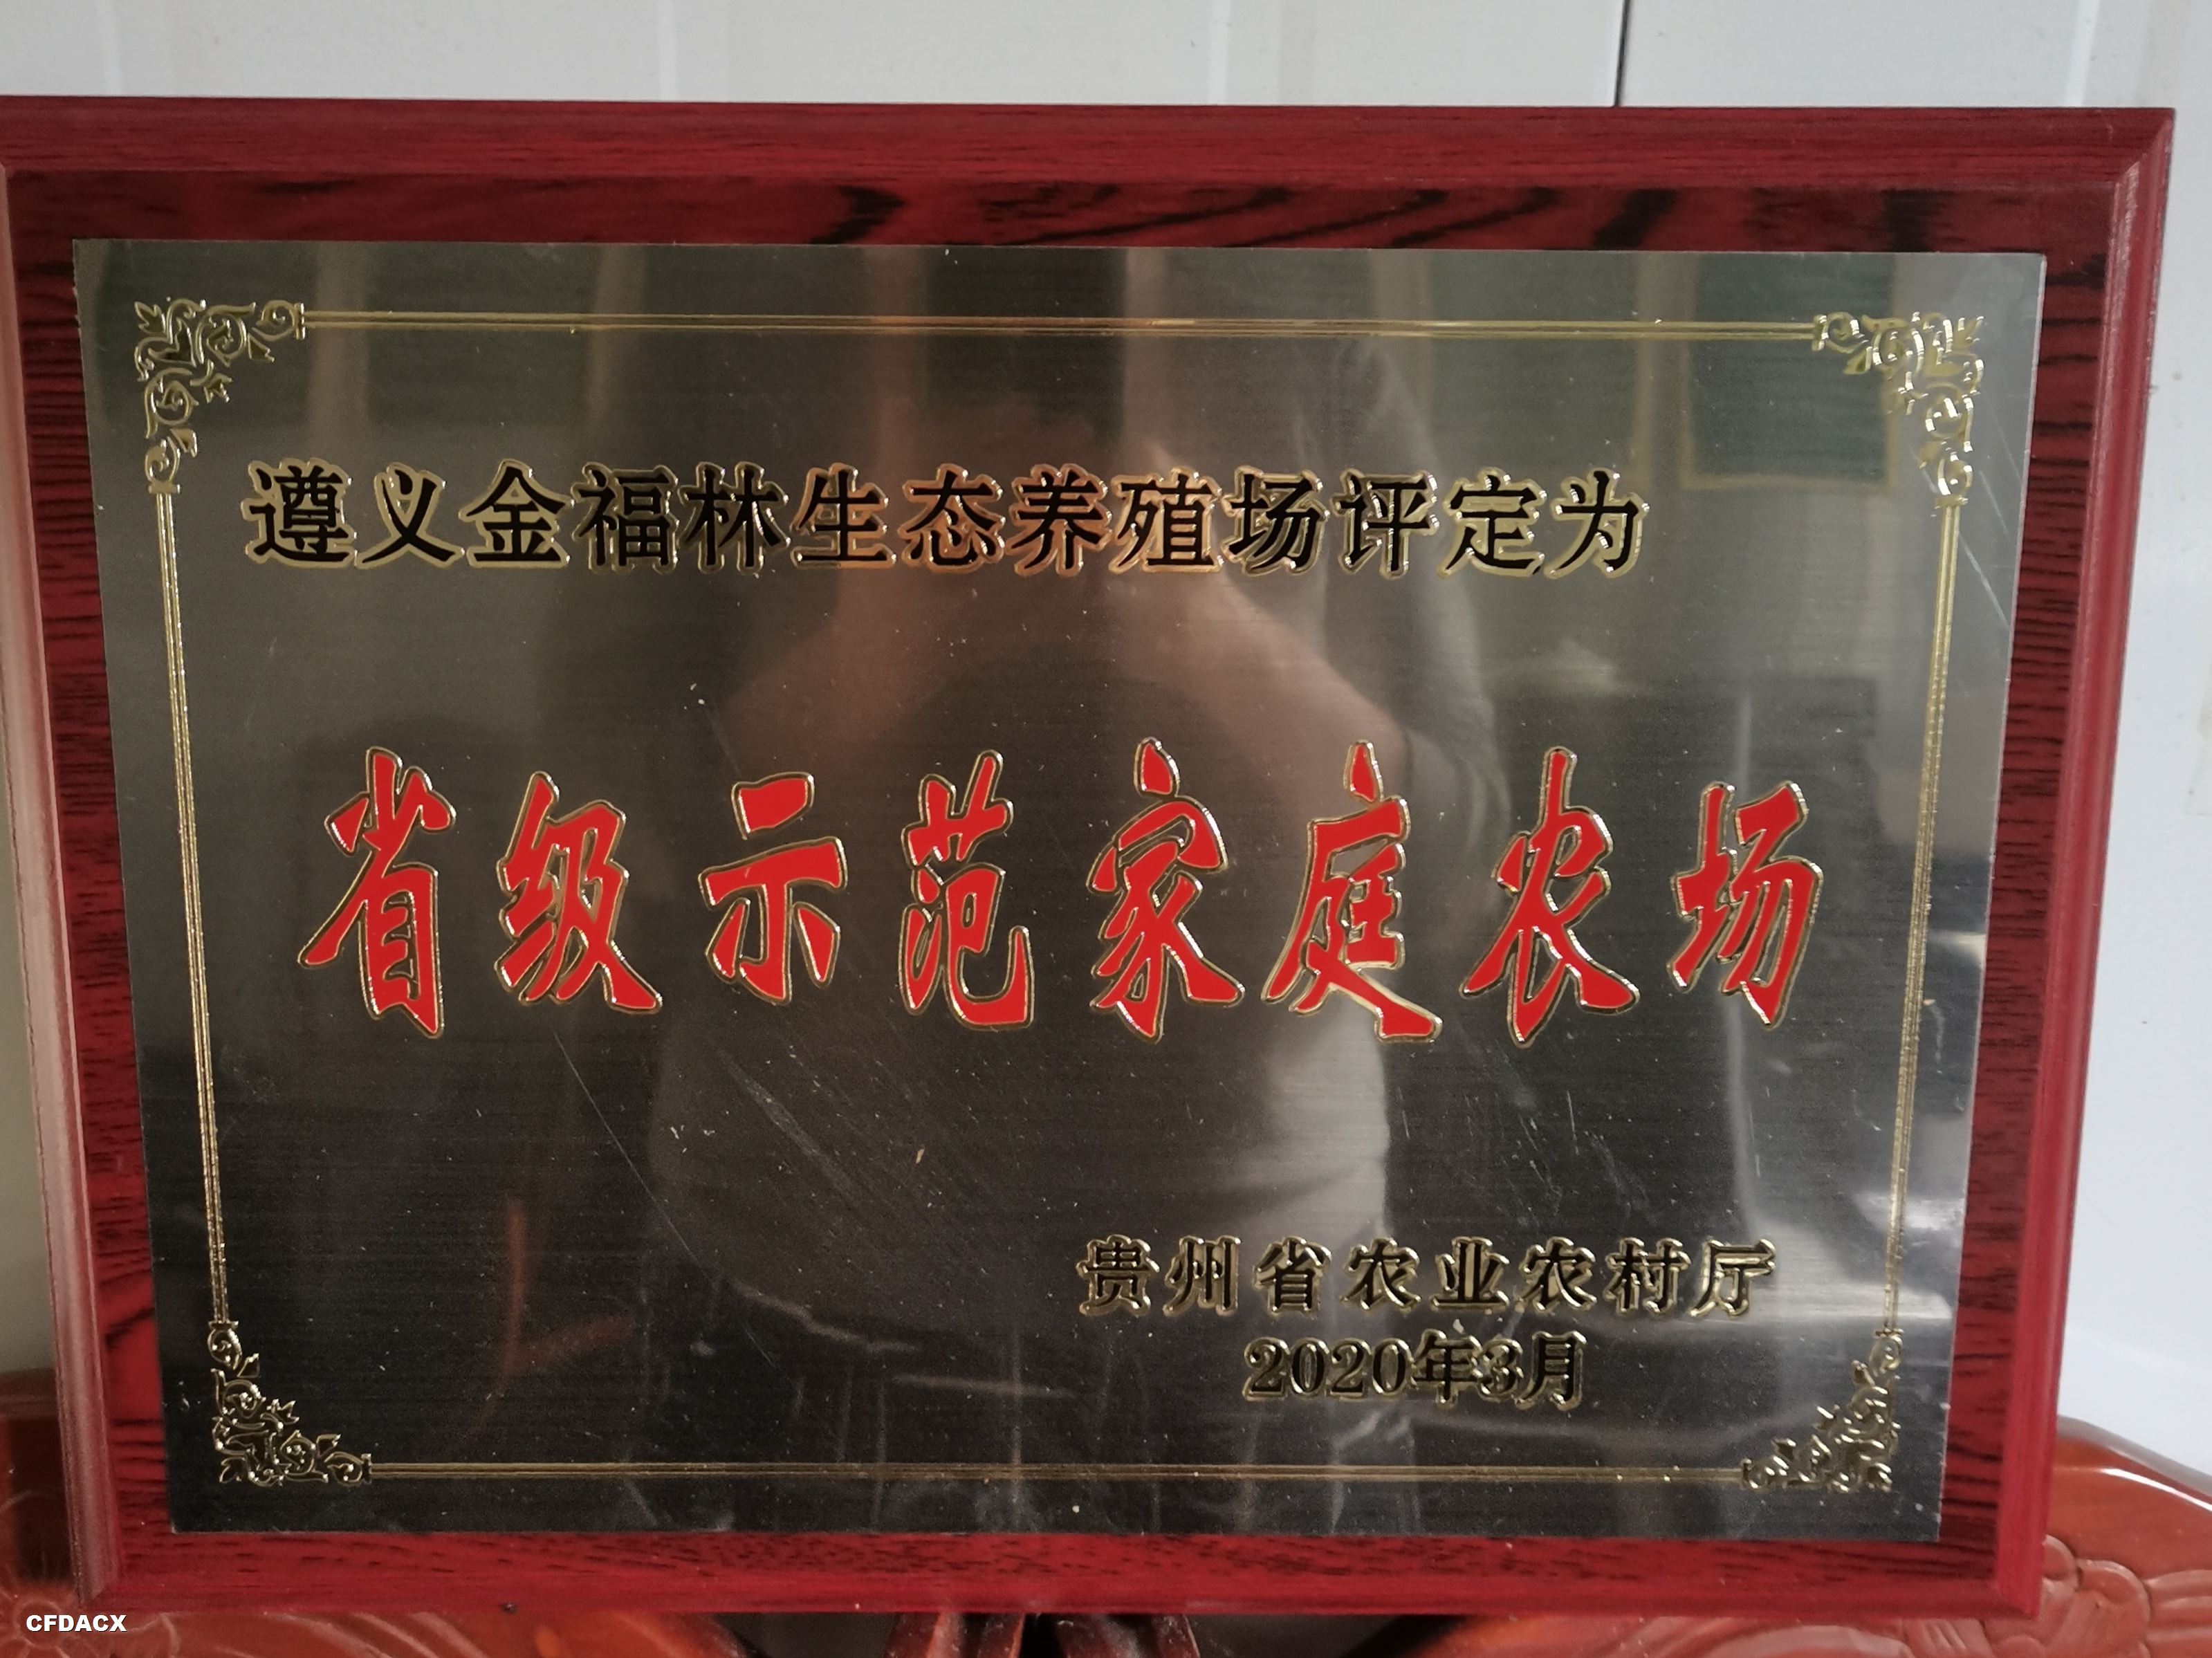 遵义金福林生态养殖场评定为
省级示范家庭农场
贵州省农业农村厅
2020年3月
CFDACX